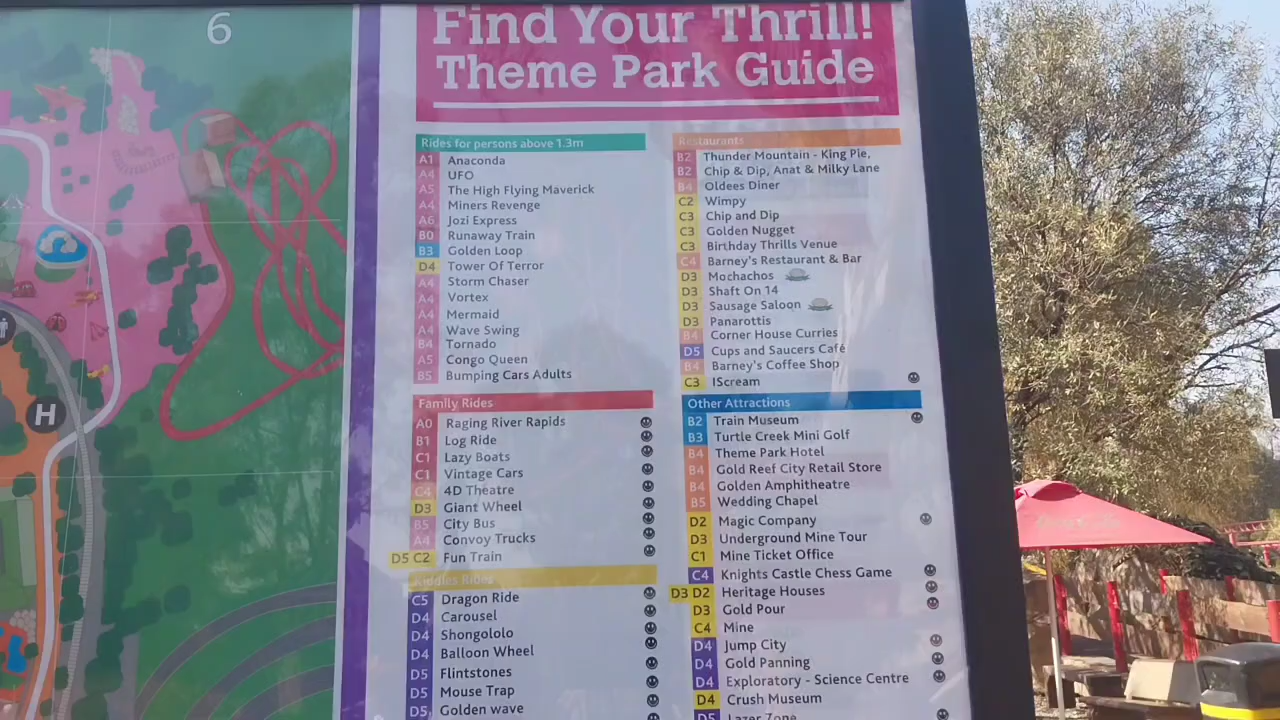 6
H
Find Your Thrill!
Theme Park Guide
Rides for persons above 1.3m
A1 Anaconda
A4 UFO
A5 The High Flying Maverick
A4 Miners Revenge
A6 Jozi Express
B0 Runaway Train
B3 Golden Loop
D4 Tower Of Terror
A4 Storm Chaser
A4 Vortex
A4 Mermaid
A4 Wave Swing
B4 Tornado
A5 Congo Queen
B5 Bumping Cars Adults
Family Rides
A0 Raging River Rapids
B1 Log Ride
C1 Lazy Boats
C1 Vintage Cars
C4 4D Theatre
D3 Giant Wheel
B5 City Bus
A4 Convoy Trucks
D5 C2 Fun Train
Kiddies Rides
C5 Dragon Ride
D4 Carousel
D4 Shongololo
D4 Balloon Wheel
D5 Flintstones
D5 Mouse Trap
D5 Golden wave
Restaurants
B2 Thunder Mountain - King Pie,
B2 Chip & Dip, Anat & Milky Lane
B4 Oldees Diner
C2 Wimpy
C3 Chip and Dip
C3 Golden Nugget
C3 Birthday Thrills Venue
C4 Barney's Restaurant & Bar
D3 Mochachos
D3 Shaft On 14
D3 Sausage Saloon
D3 Panarottis
B4 Corner House Curries
D5 Cups and Saucers Café
B4 Barney's Coffee Shop
C3 IScream
Other Attractions
B2 Train Museum
B3 Turtle Creek Mini Golf
B4 Theme Park Hotel
B4 Gold Reef City Retail Store
B4 Golden Amphitheatre
B5 Wedding Chapel
D2 Magic Company
D3 Underground Mine Tour
C1 Mine Ticket Office
C4 Knights Castle Chess Game
D3 D2 Heritage Houses
D3 Gold Pour
C4 Mine
D4 Jump City
D4 Gold Panning
D4 Exploratory - Science Centre
D4 Crush Museum
D5 Lazer Zone